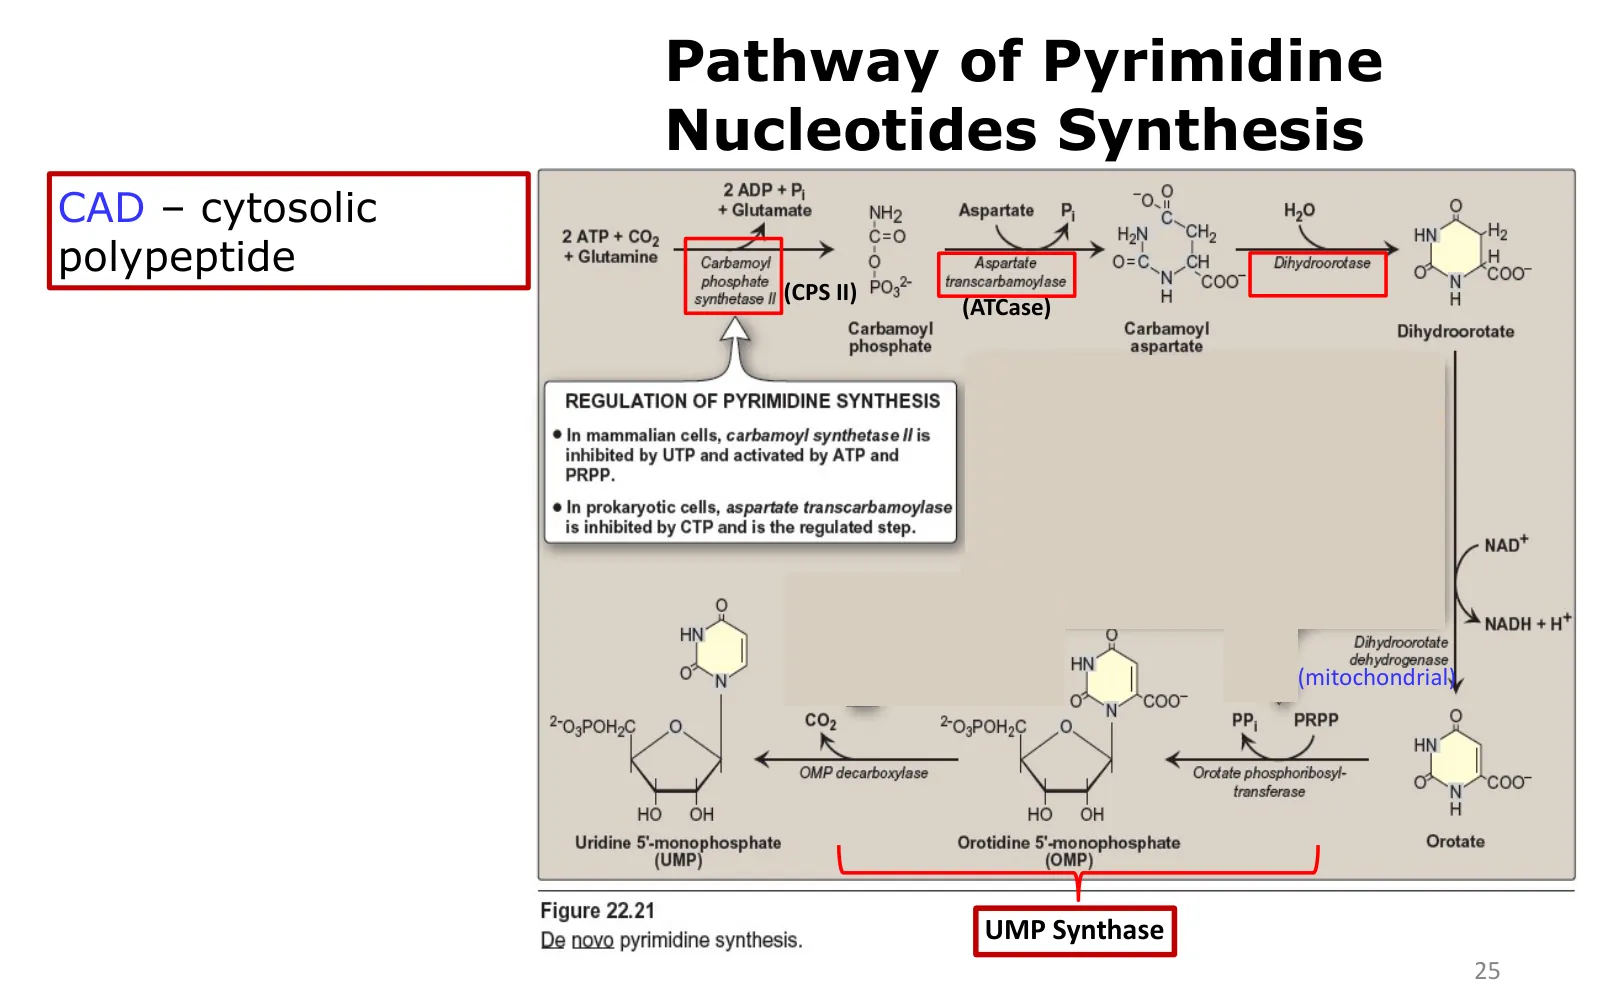 Pathway of Pyrimidine
Nucleotides Synthesis
CAD – cytosolic
polypeptide
2 ATP + CO2
+ Glutamine
2 ADP + Pi
+ Glutamate
Carbamoyl
phosphate
synthetase II
(CPS II)
NH2
C=O
O
PO3 2-
Carbamoyl
phosphate
Aspartate
Pi
Aspartate
transcarbamoylase
(ATCase)
O
-O
C
H2N
CH2
O=C
CH
N
H
COO-
Carbamoyl
aspartate
H2O
Dihydroorotase
O
HN
H2
H
O
COO-
N
H
Dihydroorotate
REGULATION OF PYRIMIDINE SYNTHESIS
● In mammalian cells, carbamoyl synthetase II is
inhibited by UTP and activated by ATP and
PRPP.
● In prokaryotic cells, aspartate transcarbamoylase
is inhibited by CTP and is the regulated step.
NAD+
NADH + H+
Dihydroorotate
dehydrogenase
(mitochondrial)
O
HN
O
COO-
N
H
Orotate
PPi
PRPP
Orotate phosphoribosyl-
transferase
O
HN
O
COO-
N
2-O3POH2C
O
HO OH
Orotidine 5'-monophosphate
(OMP)
CO2
OMP decarboxylase
O
HN
O
N
2-O3POH2C
O
HO OH
Uridine 5'-monophosphate
(UMP)
UMP Synthase
Figure 22.21
De novo pyrimidine synthesis.
25